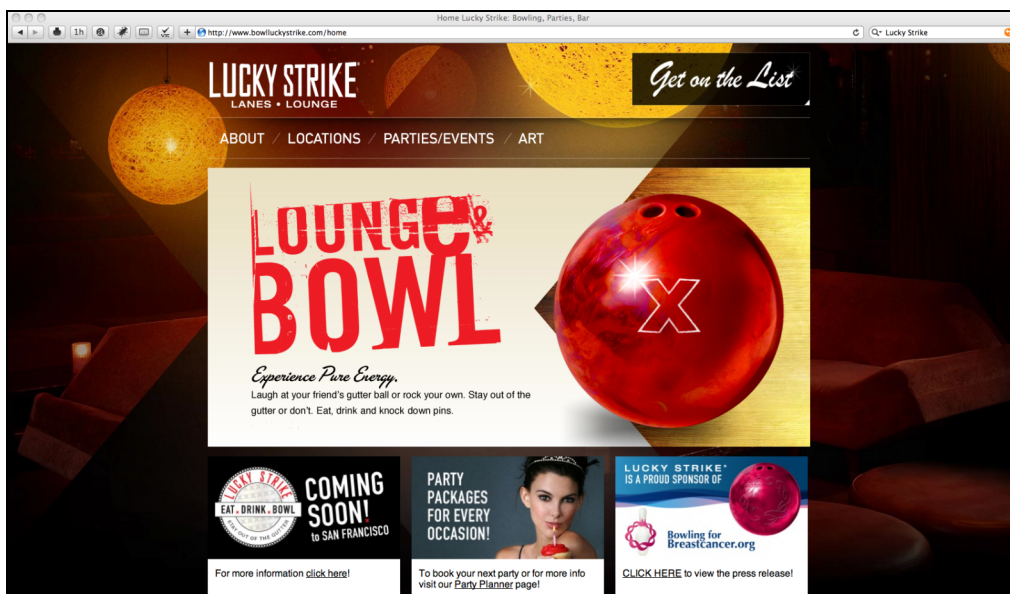 Home Lucky Strike: Bowling, Parties, Bar
1h
http://www.bowlluckystrike.com/home
Lucky Strike
LUCKY STRIKE
LANES • LOUNGE
Get on the List
ABOUT / LOCATIONS / PARTIES/EVENTS / ART
LOUNGe &
BOWL
X
Experience Pure Energy.
Laugh at your friend's gutter ball or rock your own. Stay out of the
gutter or don't. Eat, drink and knock down pins.
LUCKY STRIKE
EAT.DRINK.BOWL
STAY OUT OF THE GUTTER
COMING
SOON!
to SAN FRANCISCO
For more information click here!
PARTY
PACKAGES
FOR EVERY
OCCASION!
To book your next party or for more info
visit our Party Planner page!
LUCKY STRIKE
IS A PROUD SPONSOR OF
Bowling for
Breastcancer.org
CLICK HERE to view the press release!